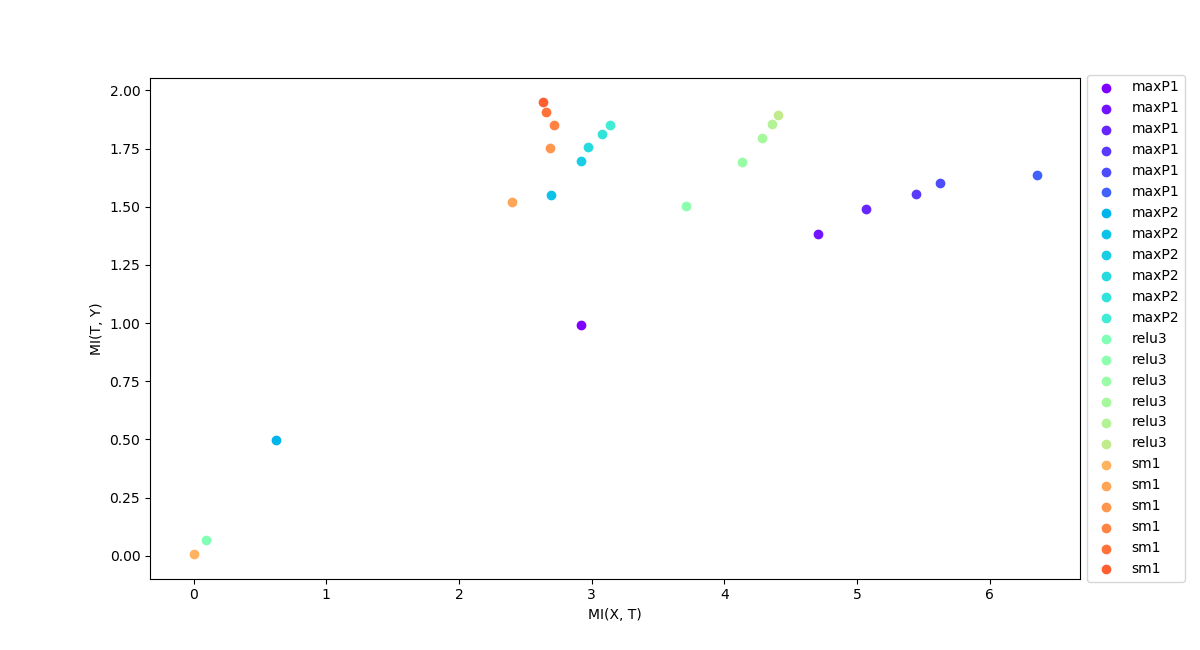 2.00
1.75
1.50
1.25
1.00
0.75
0.50
0.25
0.00
MI(T, Y)
0 1 2 3 4 5 6
MI(X, T)
maxP1
maxP1
maxP1
maxP1
maxP1
maxP1
maxP2
maxP2
maxP2
maxP2
maxP2
maxP2
relu3
relu3
relu3
relu3
relu3
relu3
sm1
sm1
sm1
sm1
sm1
sm1